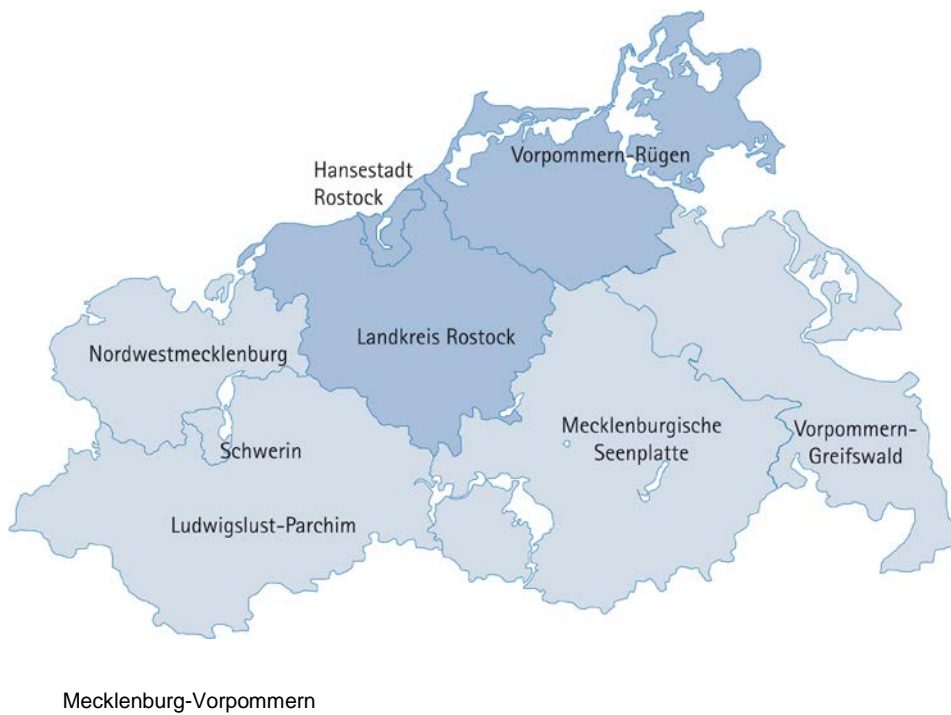 Vorpommern-Rügen
Hansestadt
Rostock
Landkreis Rostock
Nordwestmecklenburg
Mecklenburgische
Seenplatte
Vorpommern-
Greifswald
Schwerin
Ludwigslust-Parchim
Mecklenburg-Vorpommern